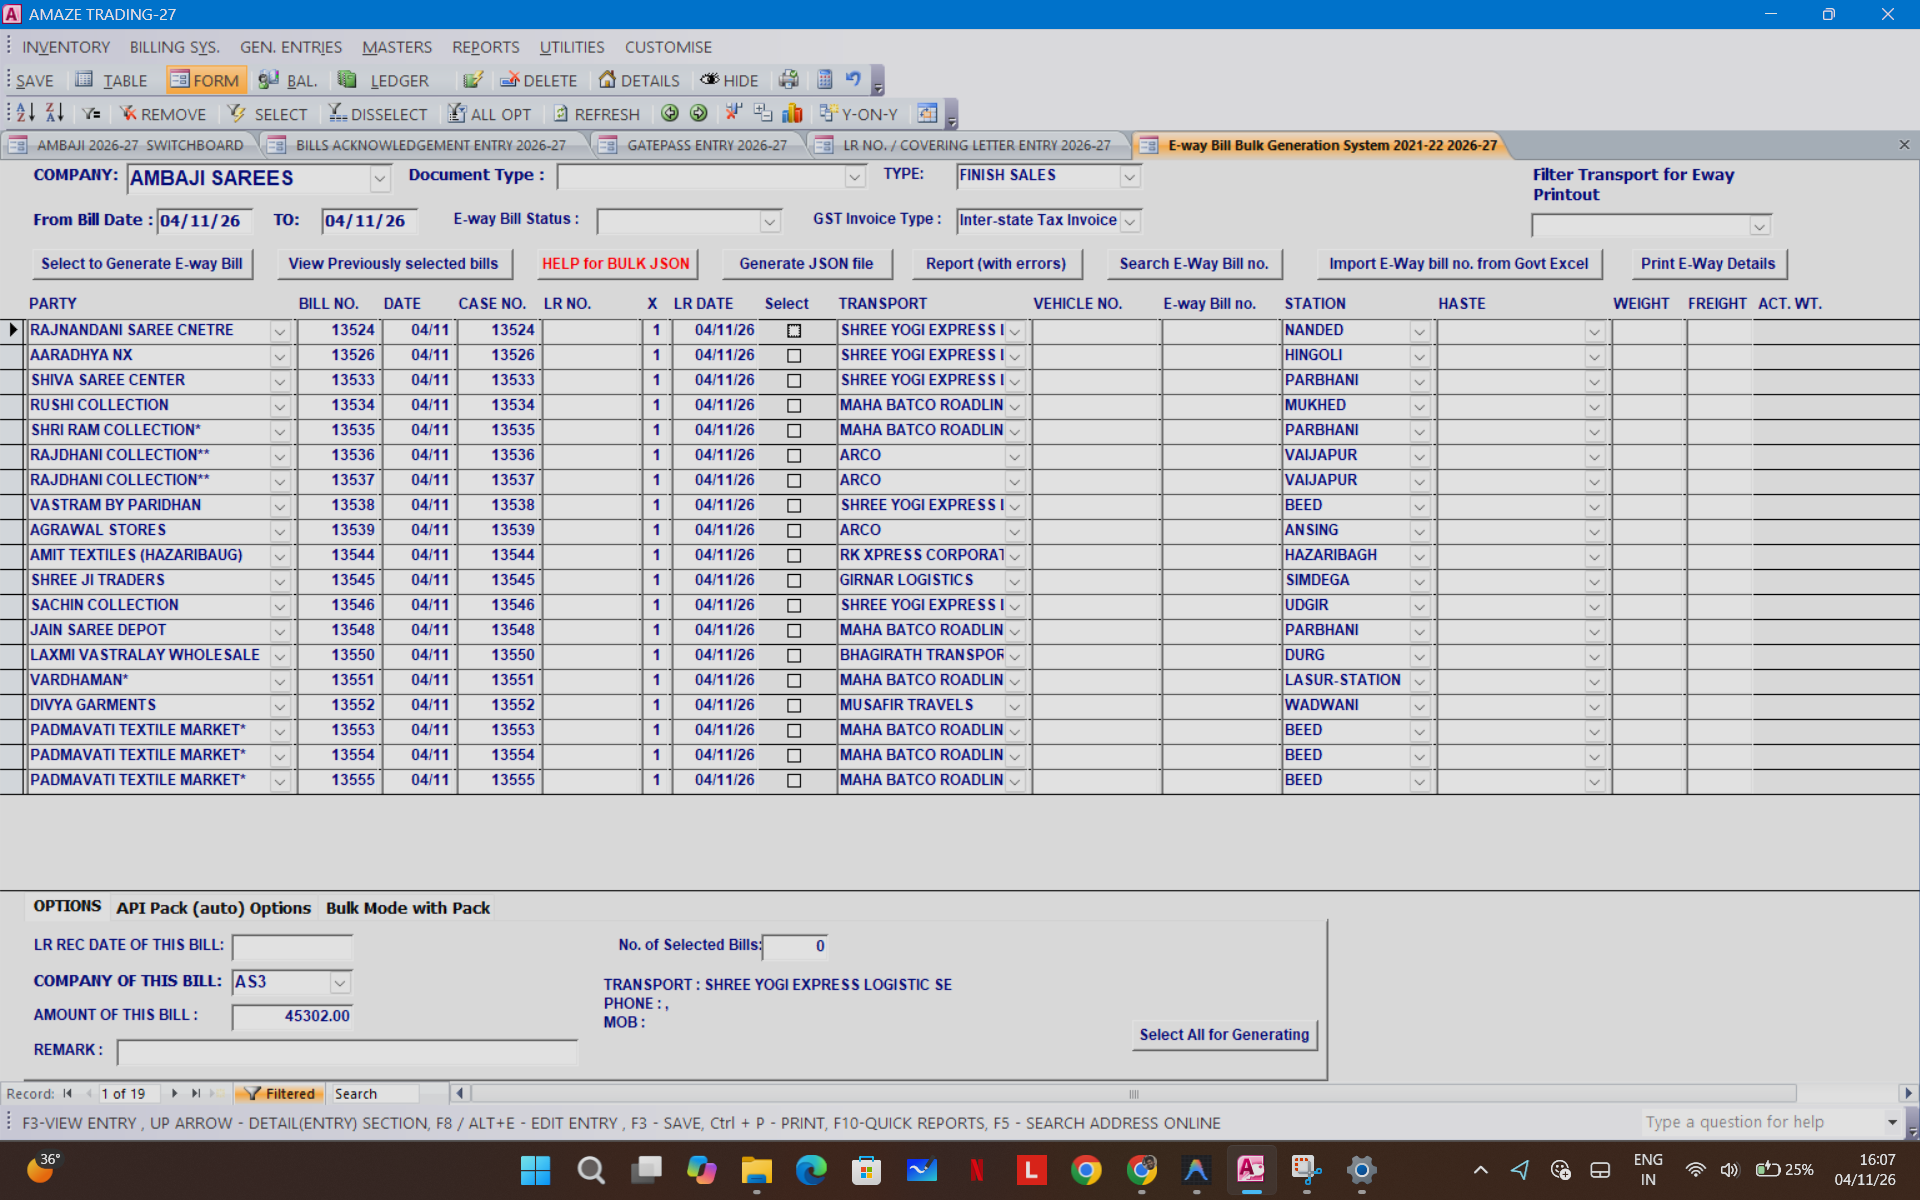 AMAZE TRADING-27
INVENTORY BILLING SYS. GEN. ENTRIES MASTERS REPORTS UTILITIES CUSTOMISE
SAVE TABLE FORM BAL. LEDGER DELETE DETAILS HIDE
REMOVE SELECT DISSELECT ALL OPT REFRESH Y-ON-Y
AMBAJI 2026-27 SWITCHBOARD BILLS ACKNOWLEDGEMENT ENTRY 2026-27 GATEPASS ENTRY 2026-27 LR NO. / COVERING LETTER ENTRY 2026-27 E-way Bill Bulk Generation System 2021-22 2026-27
COMPANY: AMBAJI SAREES Document Type : TYPE: FINISH SALES Filter Transport for Eway Printout
From Bill Date : 04/11/26 TO: 04/11/26 E-way Bill Status : GST Invoice Type : Inter-state Tax Invoice
Select to Generate E-way Bill View Previously selected bills HELP for BULK JSON Generate JSON file Report (with errors) Search E-Way Bill no. Import E-Way bill no. from Govt Excel Print E-Way Details
PARTY BILL NO. DATE CASE NO. LR NO. X LR DATE Select TRANSPORT VEHICLE NO. E-way Bill no. STATION HASTE WEIGHT FREIGHT ACT. WT.
RAJNANDANI SAREE CNETRE 13524 04/11 13524 1 04/11/26 SHREE YOGI EXPRESS L NANDED
AARADHYA NX 13526 04/11 13526 1 04/11/26 SHREE YOGI EXPRESS L HINGOLI
SHIVA SAREE CENTER 13533 04/11 13533 1 04/11/26 SHREE YOGI EXPRESS L PARBHANI
RUSHI COLLECTION 13534 04/11 13534 1 04/11/26 MAHA BATCO ROADLIN MUKHED
SHRI RAM COLLECTION* 13535 04/11 13535 1 04/11/26 MAHA BATCO ROADLIN PARBHANI
RAJDHANI COLLECTION** 13536 04/11 13536 1 04/11/26 ARCO VAIJAPUR
RAJDHANI COLLECTION** 13537 04/11 13537 1 04/11/26 ARCO VAIJAPUR
VASTRAM BY PARIDHAN 13538 04/11 13538 1 04/11/26 SHREE YOGI EXPRESS L BEED
AGRAWAL STORES 13539 04/11 13539 1 04/11/26 ARCO ANSING
AMIT TEXTILES (HAZARIBAUG) 13544 04/11 13544 1 04/11/26 RK XPRESS CORPORAT HAZARIBAGH
SHREE JI TRADERS 13545 04/11 13545 1 04/11/26 GIRNAR LOGISTICS SIMDEGA
SACHIN COLLECTION 13546 04/11 13546 1 04/11/26 SHREE YOGI EXPRESS L UDGIR
JAIN SAREE DEPOT 13548 04/11 13548 1 04/11/26 MAHA BATCO ROADLIN PARBHANI
LAXMI VASTRALAY WHOLESALE 13550 04/11 13550 1 04/11/26 BHAGIRATH TRANSPOR DURG
VARDHAMAN* 13551 04/11 13551 1 04/11/26 MAHA BATCO ROADLIN LASUR-STATION
DIVYA GARMENTS 13552 04/11 13552 1 04/11/26 MUSAFIR TRAVELS WADWANI
PADMAVATI TEXTILE MARKET* 13553 04/11 13553 1 04/11/26 MAHA BATCO ROADLIN BEED
PADMAVATI TEXTILE MARKET* 13554 04/11 13554 1 04/11/26 MAHA BATCO ROADLIN BEED
PADMAVATI TEXTILE MARKET* 13555 04/11 13555 1 04/11/26 MAHA BATCO ROADLIN BEED
OPTIONS API Pack (auto) Options Bulk Mode with Pack
LR REC DATE OF THIS BILL: No. of Selected Bills: 0
COMPANY OF THIS BILL: AS3 TRANSPORT : SHREE YOGI EXPRESS LOGISTIC SE
PHONE : ,
AMOUNT OF THIS BILL : 45302.00 MOB :
Select All for Generating
REMARK :
Record: 1 of 19 Filtered Search
F3-VIEW ENTRY , UP ARROW - DETAIL(ENTRY) SECTION, F8 / ALT+E - EDIT ENTRY , F3 - SAVE, Ctrl + P - PRINT, F10-QUICK REPORTS, F5 - SEARCH ADDRESS ONLINE Type a question for help
36° ENG IN 25% 16:07 04/11/26